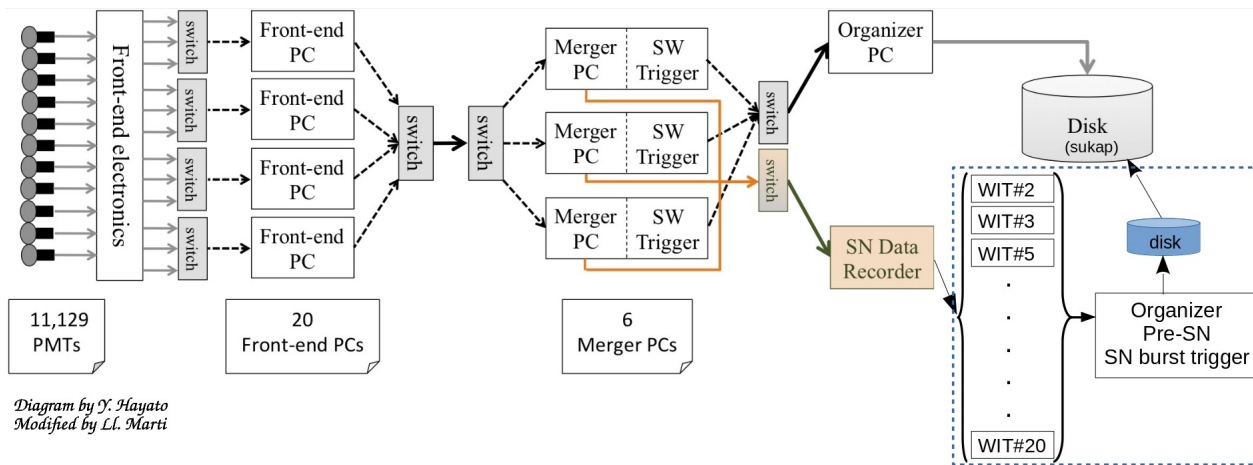 Front-end electronics
switch
switch
switch
switch
Front-end
PC
Front-end
PC
Front-end
PC
Front-end
PC
switch
switch
Merger
PC
SW
Trigger
Merger
PC
SW
Trigger
Merger
PC
SW
Trigger
switch
switch
Organizer
PC
Disk
(sukap)
SN Data
Recorder
WIT#2
WIT#3
WIT#5
.
.
.
.
.
WIT#20
disk
Organizer
Pre-SN
SN burst trigger
11,129
PMTs
20
Front-end PCs
6
Merger PCs
Diagram by Y. Hayato
Modified by Ll. Marti